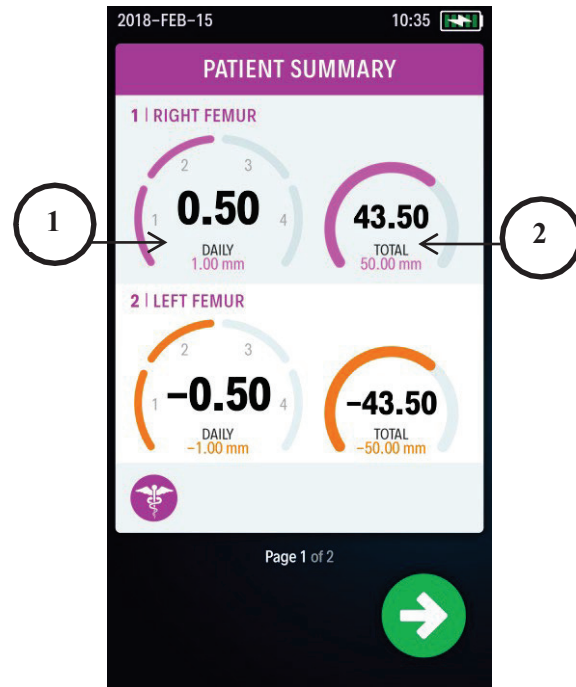 2018-FEB-15 10:35
PATIENT SUMMARY
1 | RIGHT FEMUR
2 3
1 0.50 4 43.50
DAILY TOTAL
1.00 mm 50.00 mm
1 2
2 | LEFT FEMUR
2 3
1 -0.50 4 -43.50
DAILY TOTAL
-1.00 mm -50.00 mm
Page 1 of 2